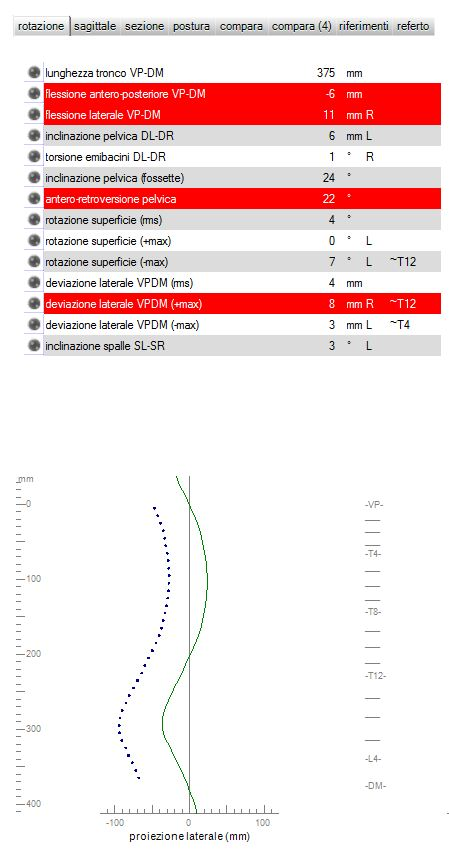 rotazione sagittale sezione postura compara compara (4) riferimenti referto
lunghezza tronco VP-DM 375 mm
flessione antero-posteriore VP-DM -6 mm
flessione laterale VP-DM 11 mm R
inclinazione pelvica DL-DR 6 mm L
torsione emibacini DL-DR 1 ° R
inclinazione pelvica (fossette) 24 °
antero-retroversione pelvica 22 °
rotazione superficie (rms) 4 °
rotazione superficie (+max) 0 ° L
rotazione superficie (-max) 7 ° L ~T12
deviazione laterale VPDM (rms) 4 mm
deviazione laterale VPDM (+max) 8 mm R ~T12
deviazione laterale VPDM (-max) 3 mm L ~T4
inclinazione spalle SL-SR 3 ° L
mm
0
-VP-
-T4-
100
-T8-
200
-T12-
300
-L4-
-DM-
400
-100 0 100
proiezione laterale (mm)